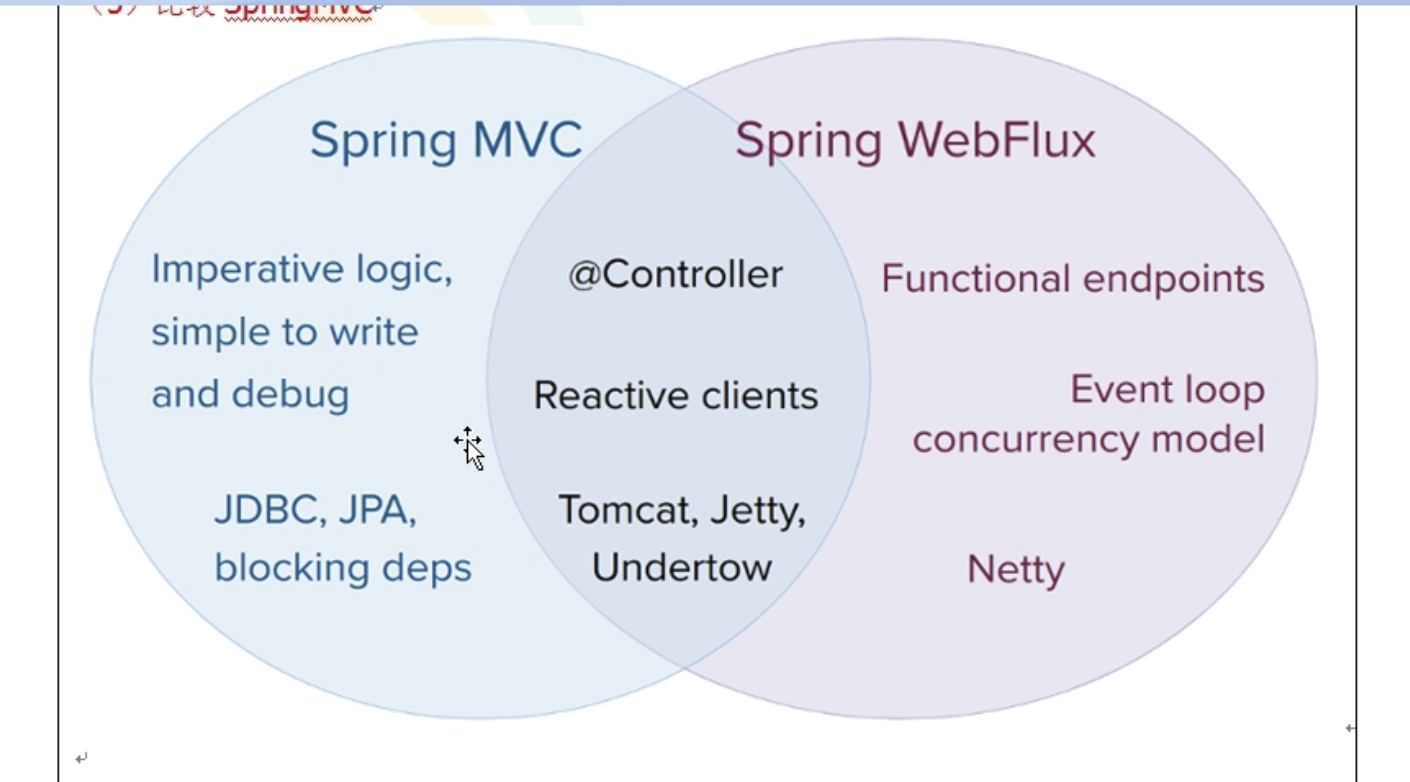 （3）比较 SpringMVC
Spring MVC
Spring WebFlux
Imperative logic,
simple to write
and debug
@Controller
Functional endpoints
Reactive clients
Event loop
concurrency model
JDBC, JPA,
blocking deps
Tomcat, Jetty,
Undertow
Netty